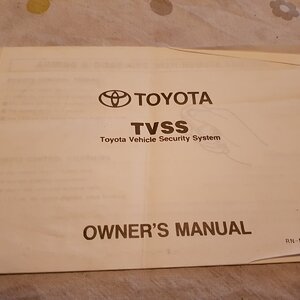 TOYOTA
TVSS
Toyota Vehicle Security System
OWNER'S MANUAL